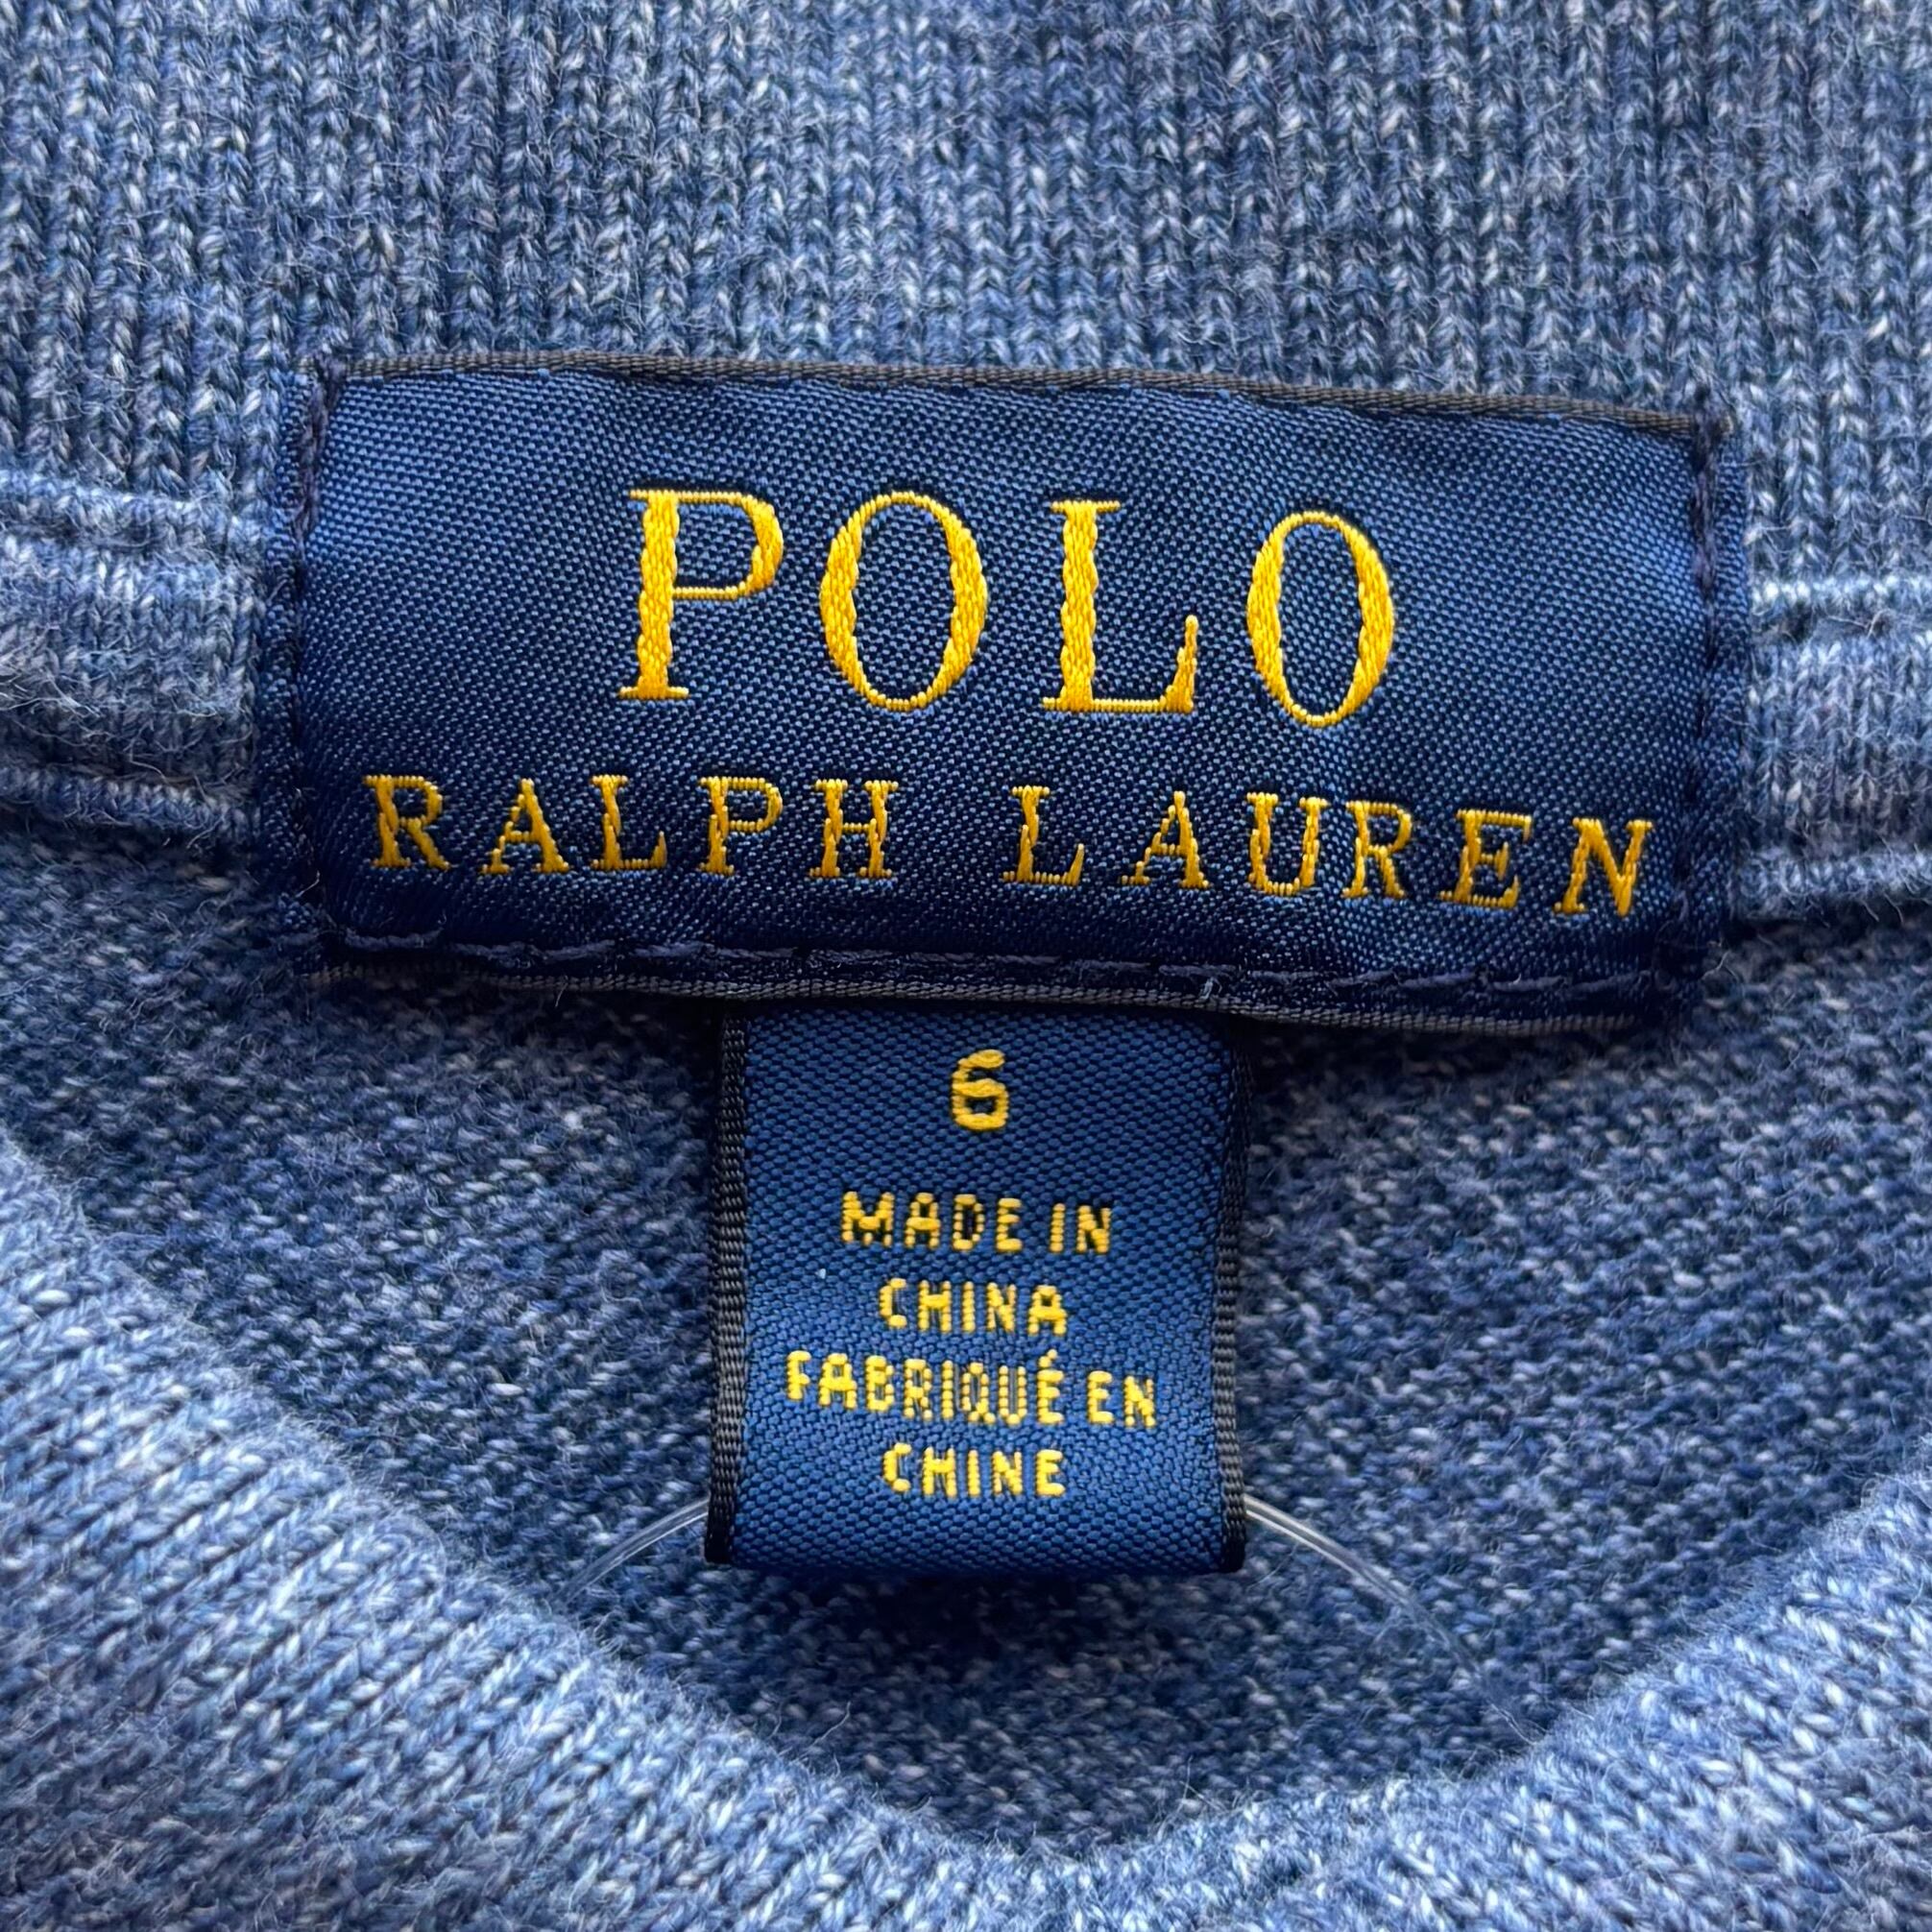 POLO
RALPH LAUREN
6
MADE IN
CHINA
FABRIQUÉ EN
CHINE